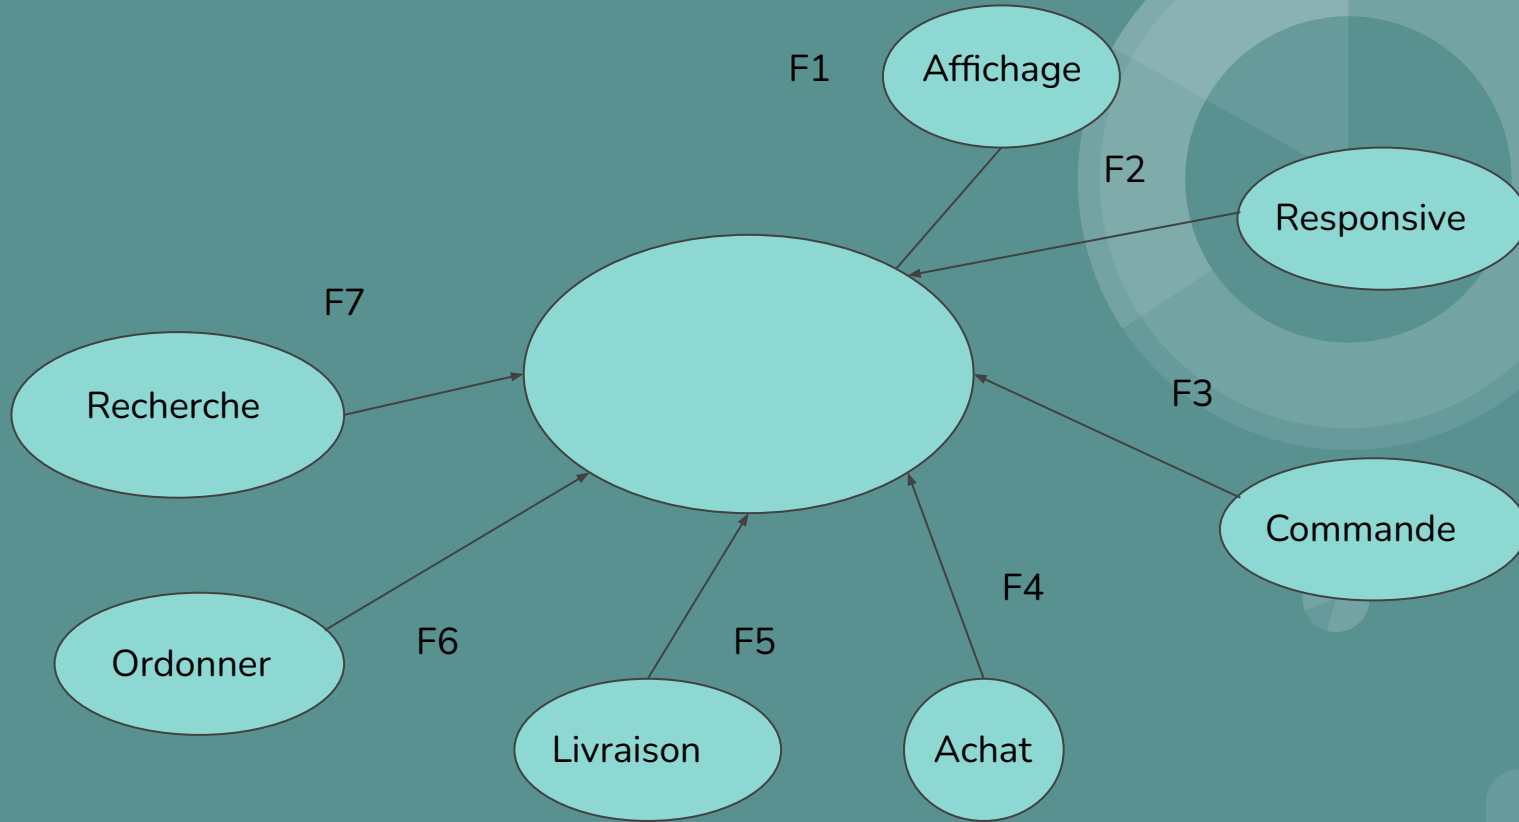 F1
Affichage
F2
Responsive
F7
F3
Recherche
Commande
F4
F6
F5
Ordonner
Livraison
Achat